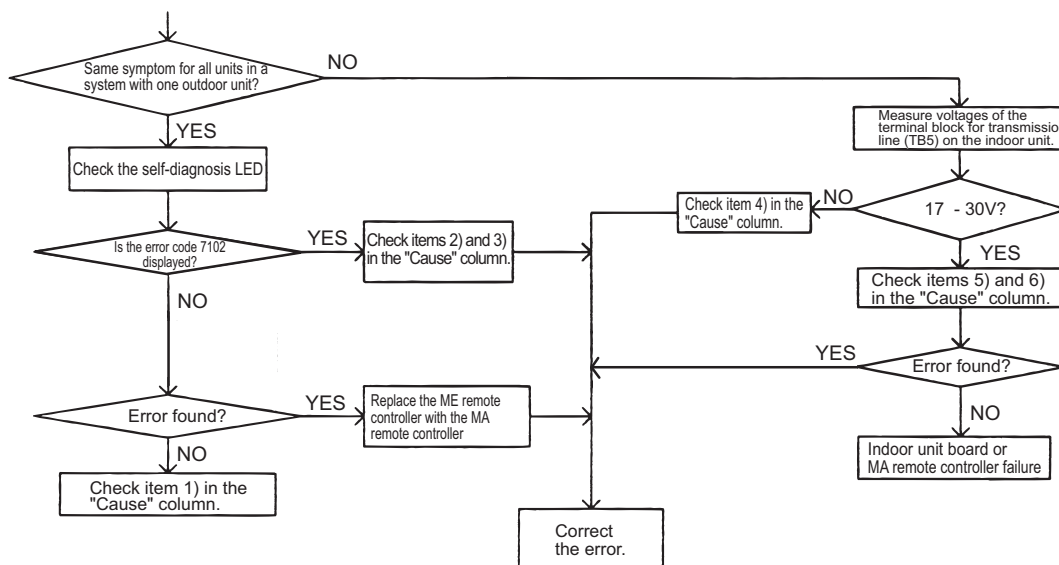 Same symptom for all units in a
system with one outdoor unit?
NO
YES
Measure voltages of the
terminal block for transmissio
line (TB5) on the indoor unit.
Check the self-diagnosis LED
Check item 4) in the
"Cause" column.
NO
17 - 30V?
Is the error code 7102
displayed?
YES
Check items 2) and 3)
in the "Cause" column.
YES
Check items 5) and 6)
in the "Cause" column.
NO
YES
Error found?
Error found?
YES
Replace the ME remote
controller with the MA
remote controller
NO
NO
Indoor unit board or
MA remote controller failure
Check item 1) in the
"Cause" column.
Correct
the error.